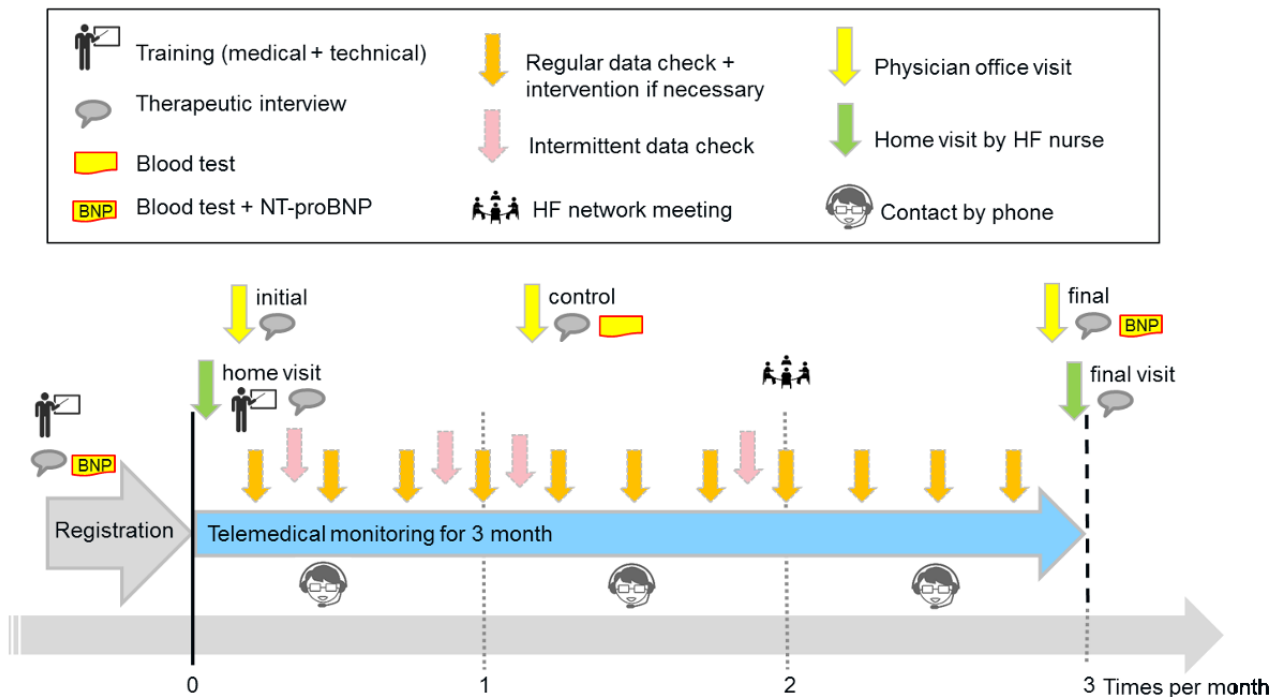 Training (medical + technical)
Therapeutic interview
Blood test
BNP
Blood test + NT-proBNP
Regular data check +
intervention if necessary
Intermittent data check
HF network meeting
Physician office visit
Home visit by HF nurse
Contact by phone
initial
control
final
BNP
home visit
final visit
BNP
Registration
Telemedical monitoring for 3 month
0
1
2
3
Times per month